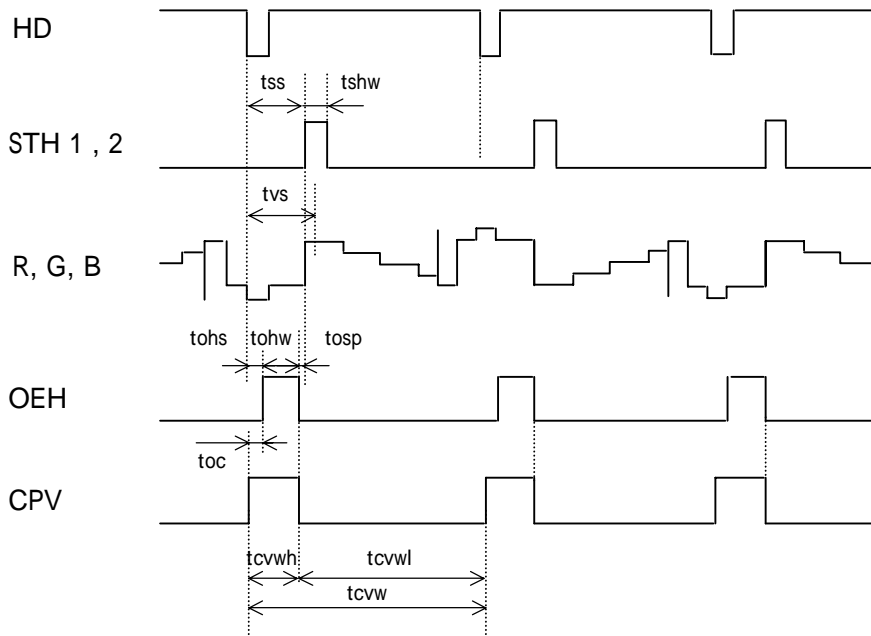 HD
tss tshw
STH 1 , 2
tvs
R, G, B
tohs tohw tosp
OEH
toc
CPV
tcvwh tcvwl
tcvw